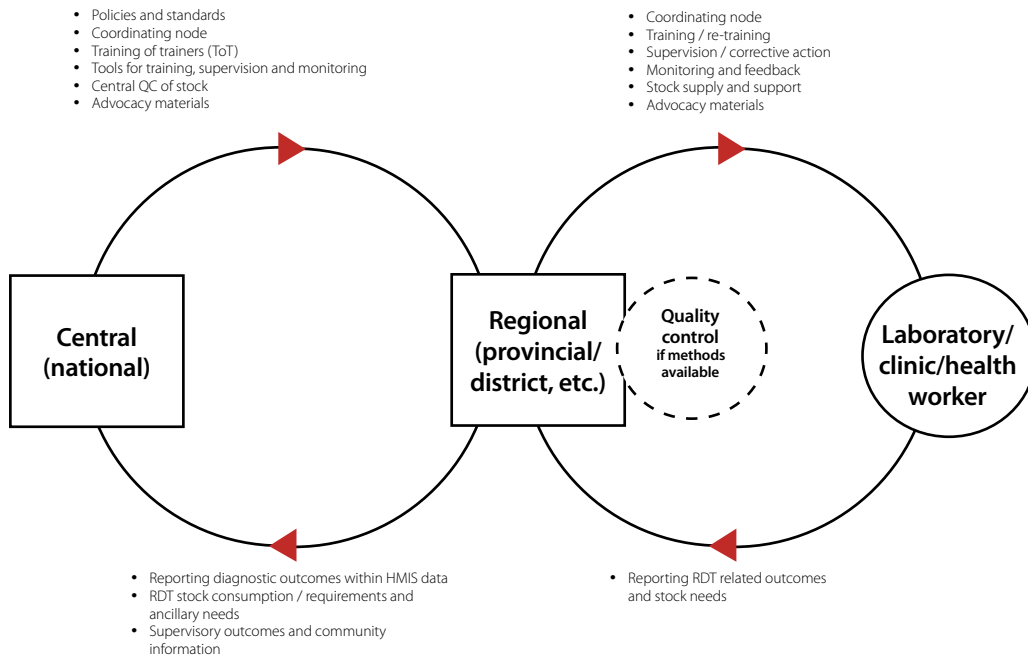 • Policies and standards
• Coordinating node
• Training of trainers (ToT)
• Tools for training, supervision and monitoring
• Central QC of stock
• Advocacy materials
• Coordinating node
• Training / re-training
• Supervision / corrective action
• Monitoring and feedback
• Stock supply and support
• Advocacy materials
Central
(national)
Regional
(provincial/
district, etc.)
Quality
control
if methods
available
Laboratory/
clinic/health
worker
• Reporting diagnostic outcomes within HMIS data
• RDT stock consumption / requirements and
ancillary needs
• Supervisory outcomes and community
information
• Reporting RDT related outcomes
and stock needs